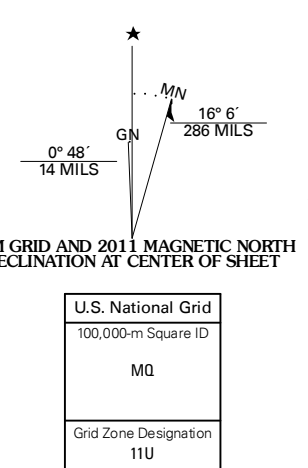 MN
16° 6´
286 MILS
GN
0° 48´
14 MILS
M GRID AND 2011 MAGNETIC NORTH
ECLINATION AT CENTER OF SHEET
U.S. National Grid
100,000-m Square ID
MQ
Grid Zone Designation
11U